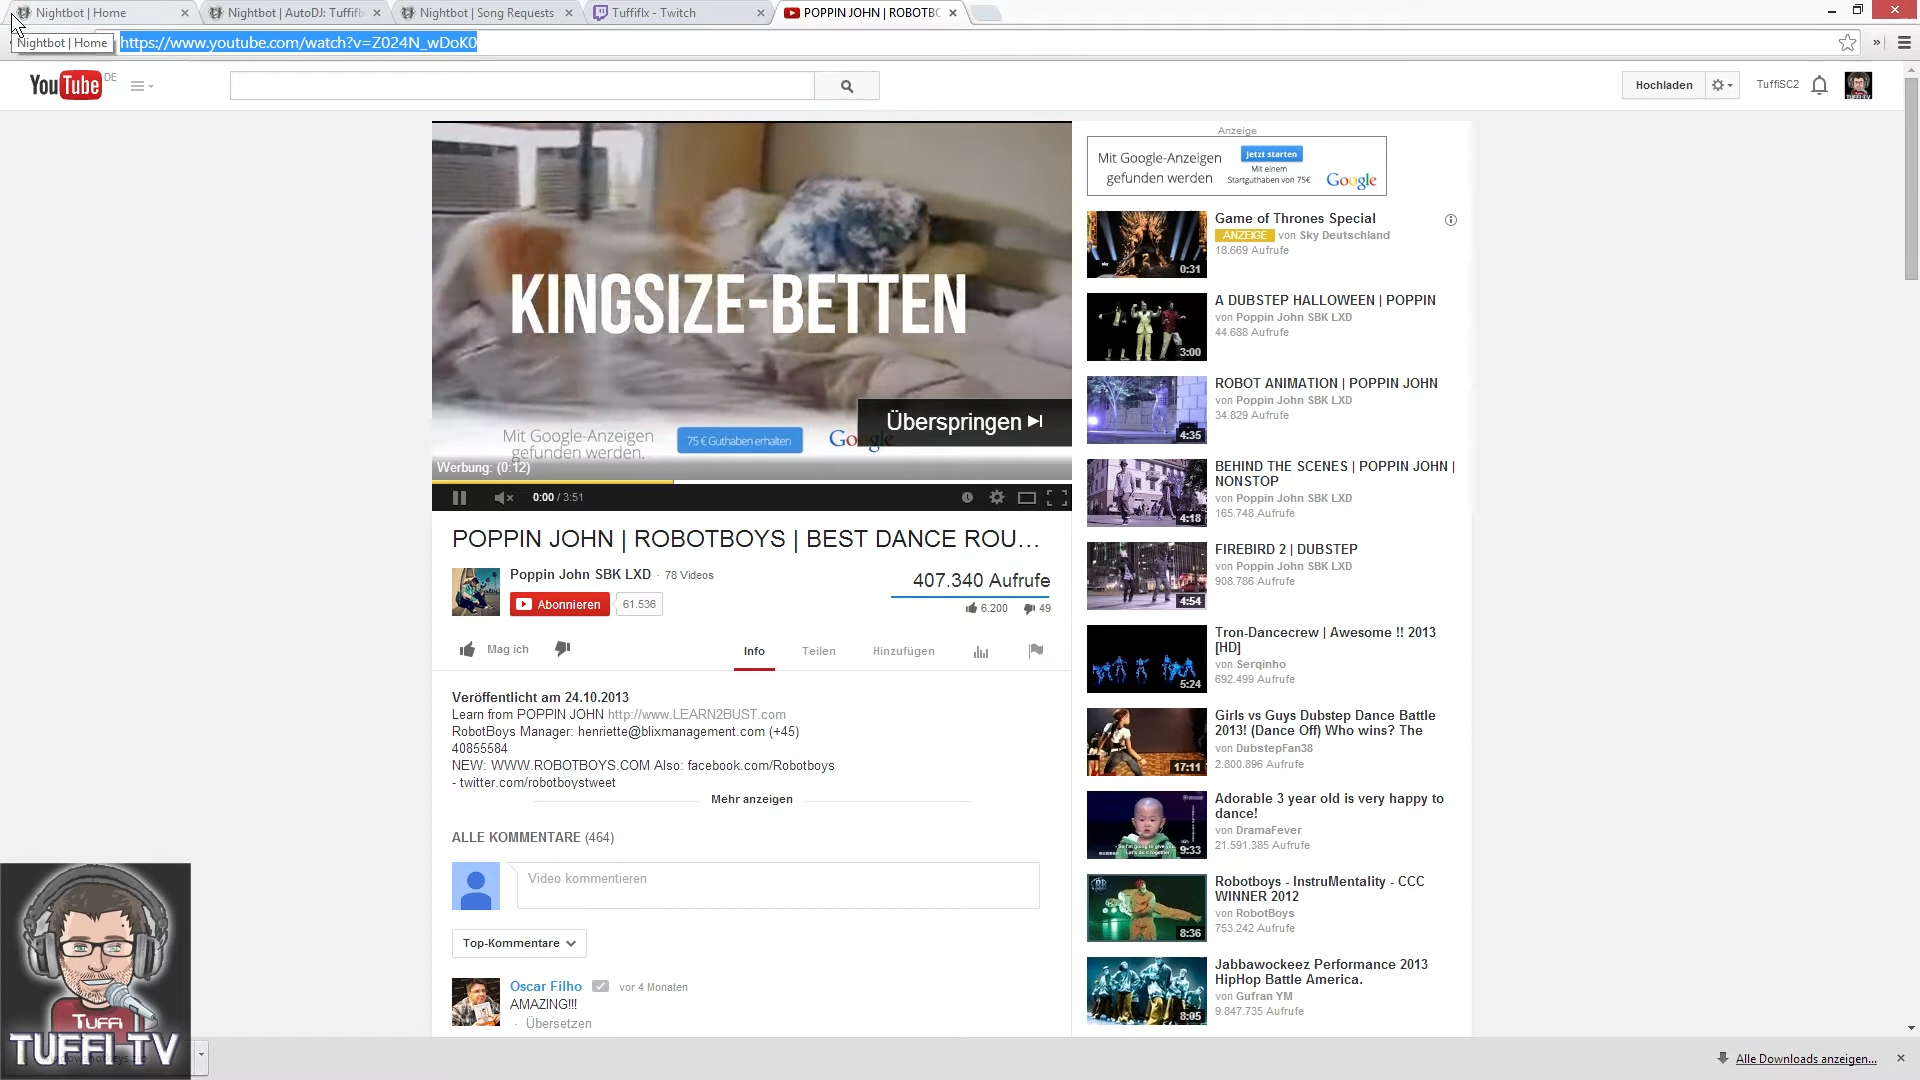 Nightbot | Home
Nightbot | AutoDJ: Tuffifl
Nightbot | Song Requests
Tuffiflx - Twitch
POPPIN JOHN | ROBOTBO
Nightbot | Home
https://www.youtube.com/watch?v=Z024N_wDoK0
YouTube DE
Hochladen
TuffiSC2
KINGSIZE-BETTEN
Überspringen
Mit Google-Anzeigen
gefunden werden.
75 € Guthaben erhalten
Google
Werbung: (0:12)
0:00 / 3:51
POPPIN JOHN | ROBOTBOYS | BEST DANCE ROU...
Poppin John SBK LXD · 78 Videos
Abonnieren
61.536
407.340 Aufrufe
6.200
49
Mag ich
Info
Teilen
Hinzufügen
Veröffentlicht am 24.10.2013
Learn from POPPIN JOHN http://www.LEARN2BUST.com
RobotBoys Manager: henriette@blixmanagement.com (+45)
40855584
NEW: WWW.ROBOTBOYS.COM Also: facebook.com/Robotboys
- twitter.com/robotboystweet
Mehr anzeigen
ALLE KOMMENTARE (464)
Video kommentieren
Top-Kommentare
Oscar Filho vor 4 Monaten
AMAZING!!!
· Übersetzen
Anzeige
Mit Google-Anzeigen
gefunden werden
Jetzt starten
Mit einem
Startguthaben von 75€
Google
Game of Thrones Special
ANZEIGE von Sky Deutschland
18.669 Aufrufe
0:31
A DUBSTEP HALLOWEEN | POPPIN
von Poppin John SBK LXD
44.688 Aufrufe
3:00
ROBOT ANIMATION | POPPIN JOHN
von Poppin John SBK LXD
34.829 Aufrufe
4:35
BEHIND THE SCENES | POPPIN JOHN |
NONSTOP
von Poppin John SBK LXD
165.748 Aufrufe
4:18
FIREBIRD 2 | DUBSTEP
von Poppin John SBK LXD
908.786 Aufrufe
4:54
Tron-Dancecrew | Awesome !! 2013
[HD]
von Serqinho
692.499 Aufrufe
5:24
Girls vs Guys Dubstep Dance Battle
2013! (Dance Off) Who wins? The
von DubstepFan38
2.800.896 Aufrufe
17:11
Adorable 3 year old is very happy to
dance!
von DramaFever
21.591.385 Aufrufe
9:33
Robotboys - InstruMentality - CCC
WINNER 2012
von RobotBoys
753.242 Aufrufe
8:36
Jabbawockeez Performance 2013
HipHop Battle America.
von Gufran YM
9.847.735 Aufrufe
8:05
TUFFI
TUFFI TV
Alle Downloads anzeigen...